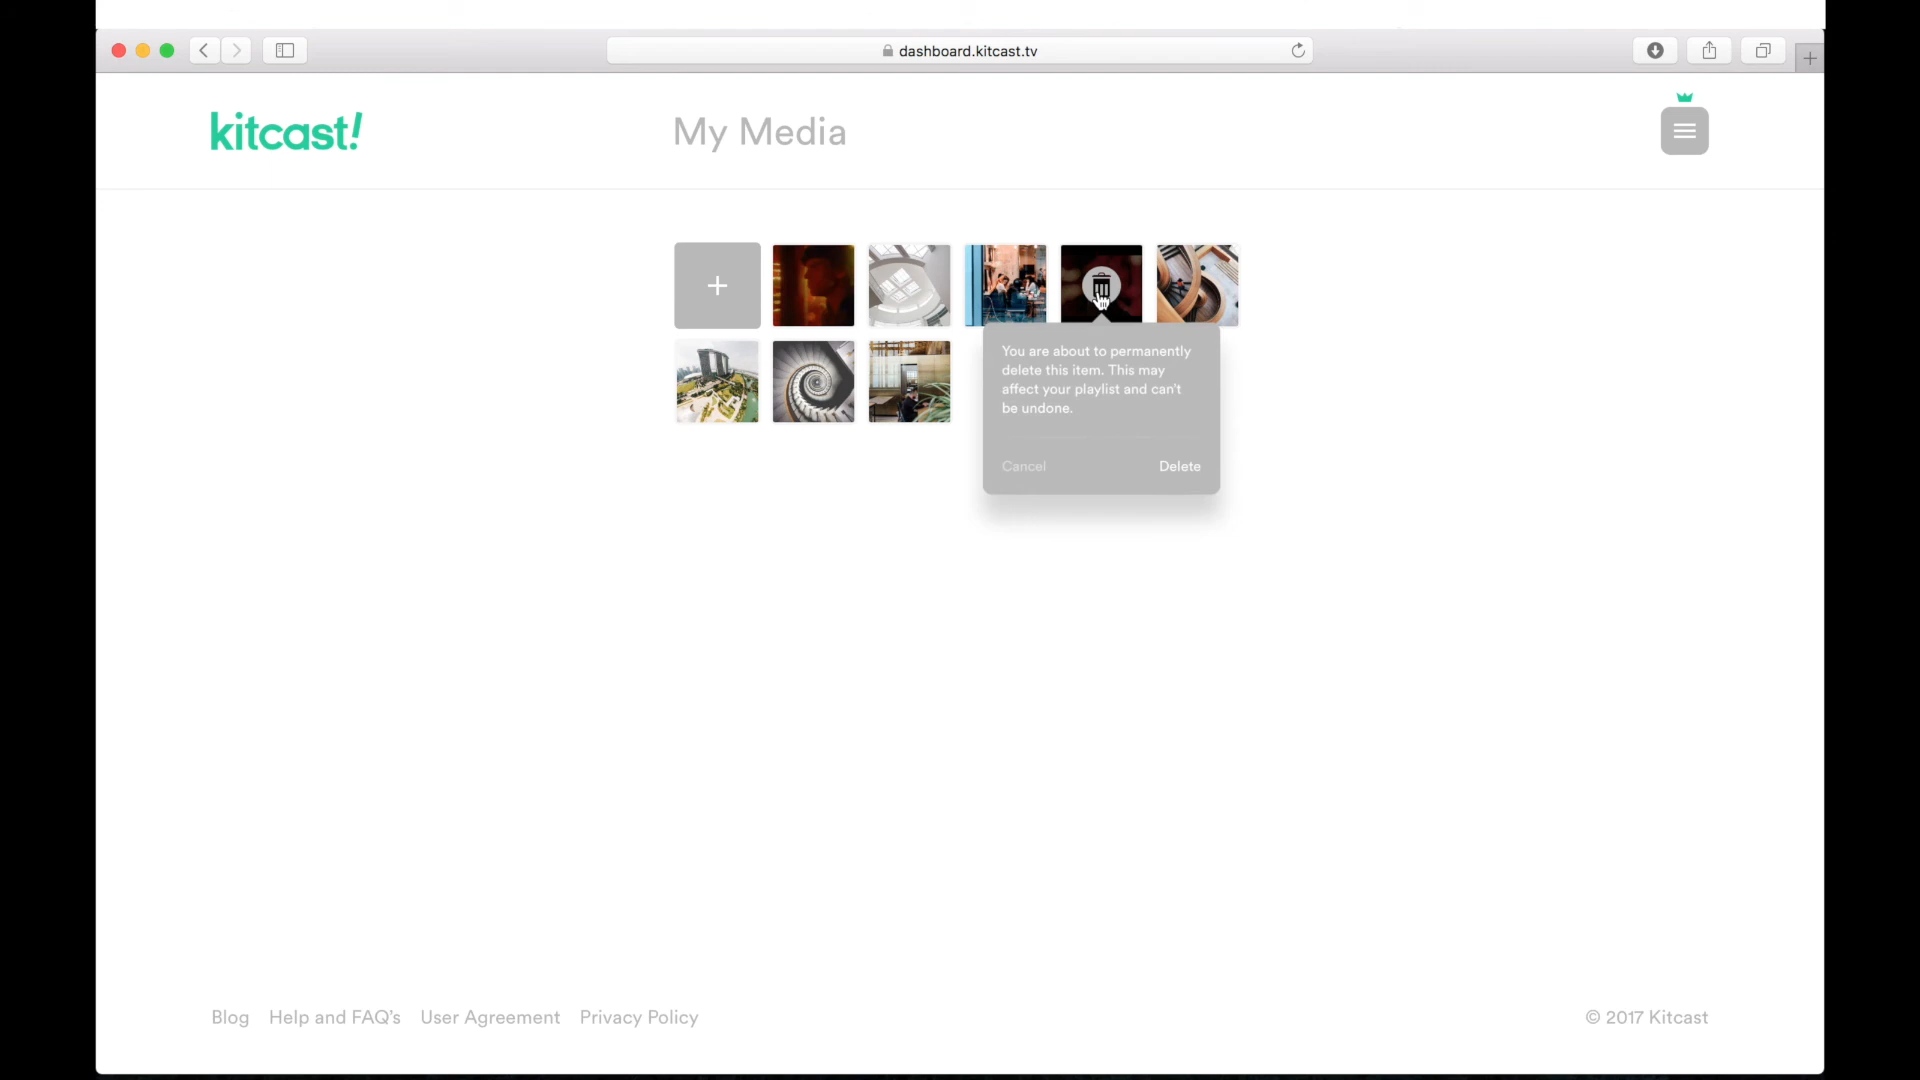 dashboard.kitcast.tv
kitcast!
My Media
You are about to permanently
delete this item. This may
affect your playlist and can't
be undone.
Cancel
Delete
Blog
Help and FAQ's
User Agreement
Privacy Policy
© 2017 Kitcast